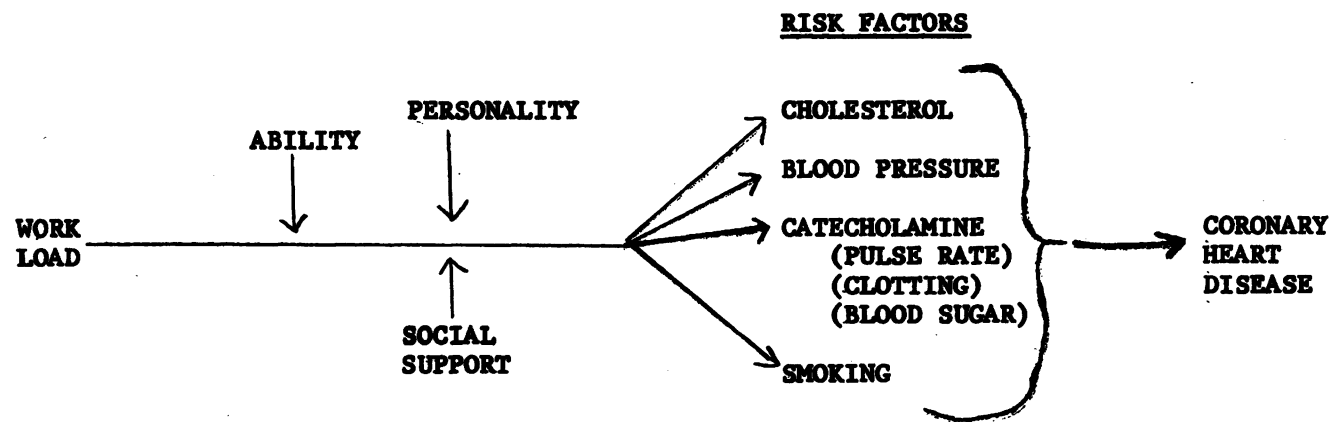 RISK FACTORS
PERSONALITY
ABILITY
WORK
LOAD
SOCIAL
SUPPORT
CHOLESTEROL
BLOOD PRESSURE
CATECHOLAMINE
(PULSE RATE)
(CLOTTING)
(BLOOD SUGAR)
SMOKING
CORONARY
HEART
DISEASE